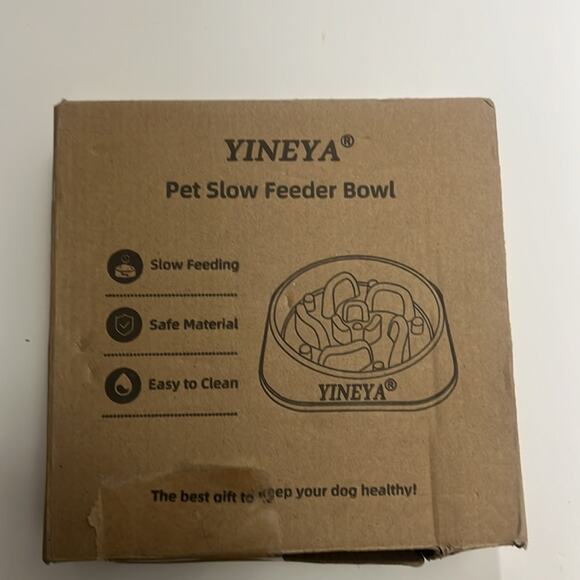 YINEYA®
Pet Slow Feeder Bowl
Slow Feeding
Safe Material
Easy to Clean
YINEYA®
The best gift to keep your dog healthy!